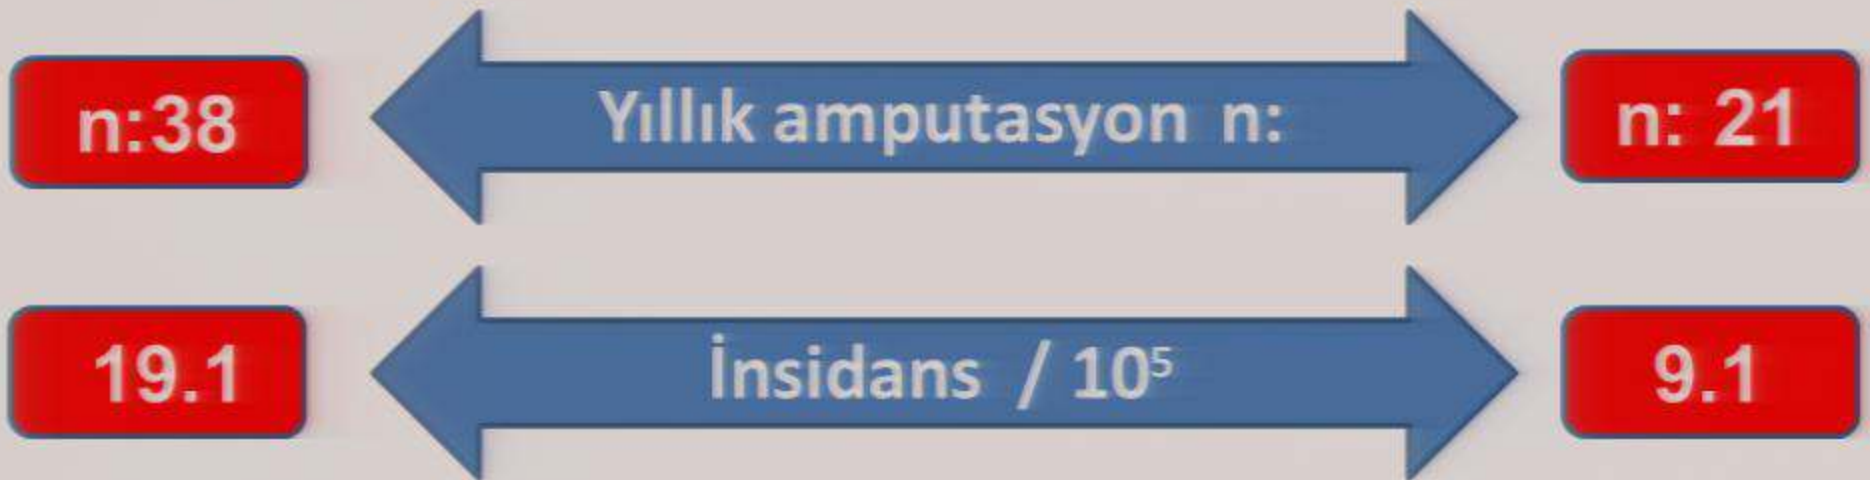 n:38 Yıllık amputasyon n: n: 21
19.1 İnsidans / 10⁵ 9.1